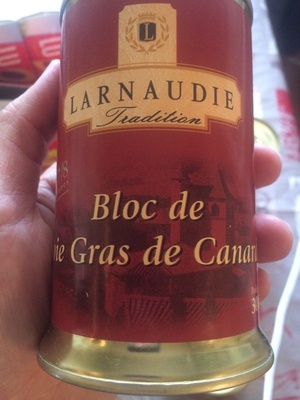 L
LARNAUDIE
Tradition
Bloc de
ie Gras de Canar